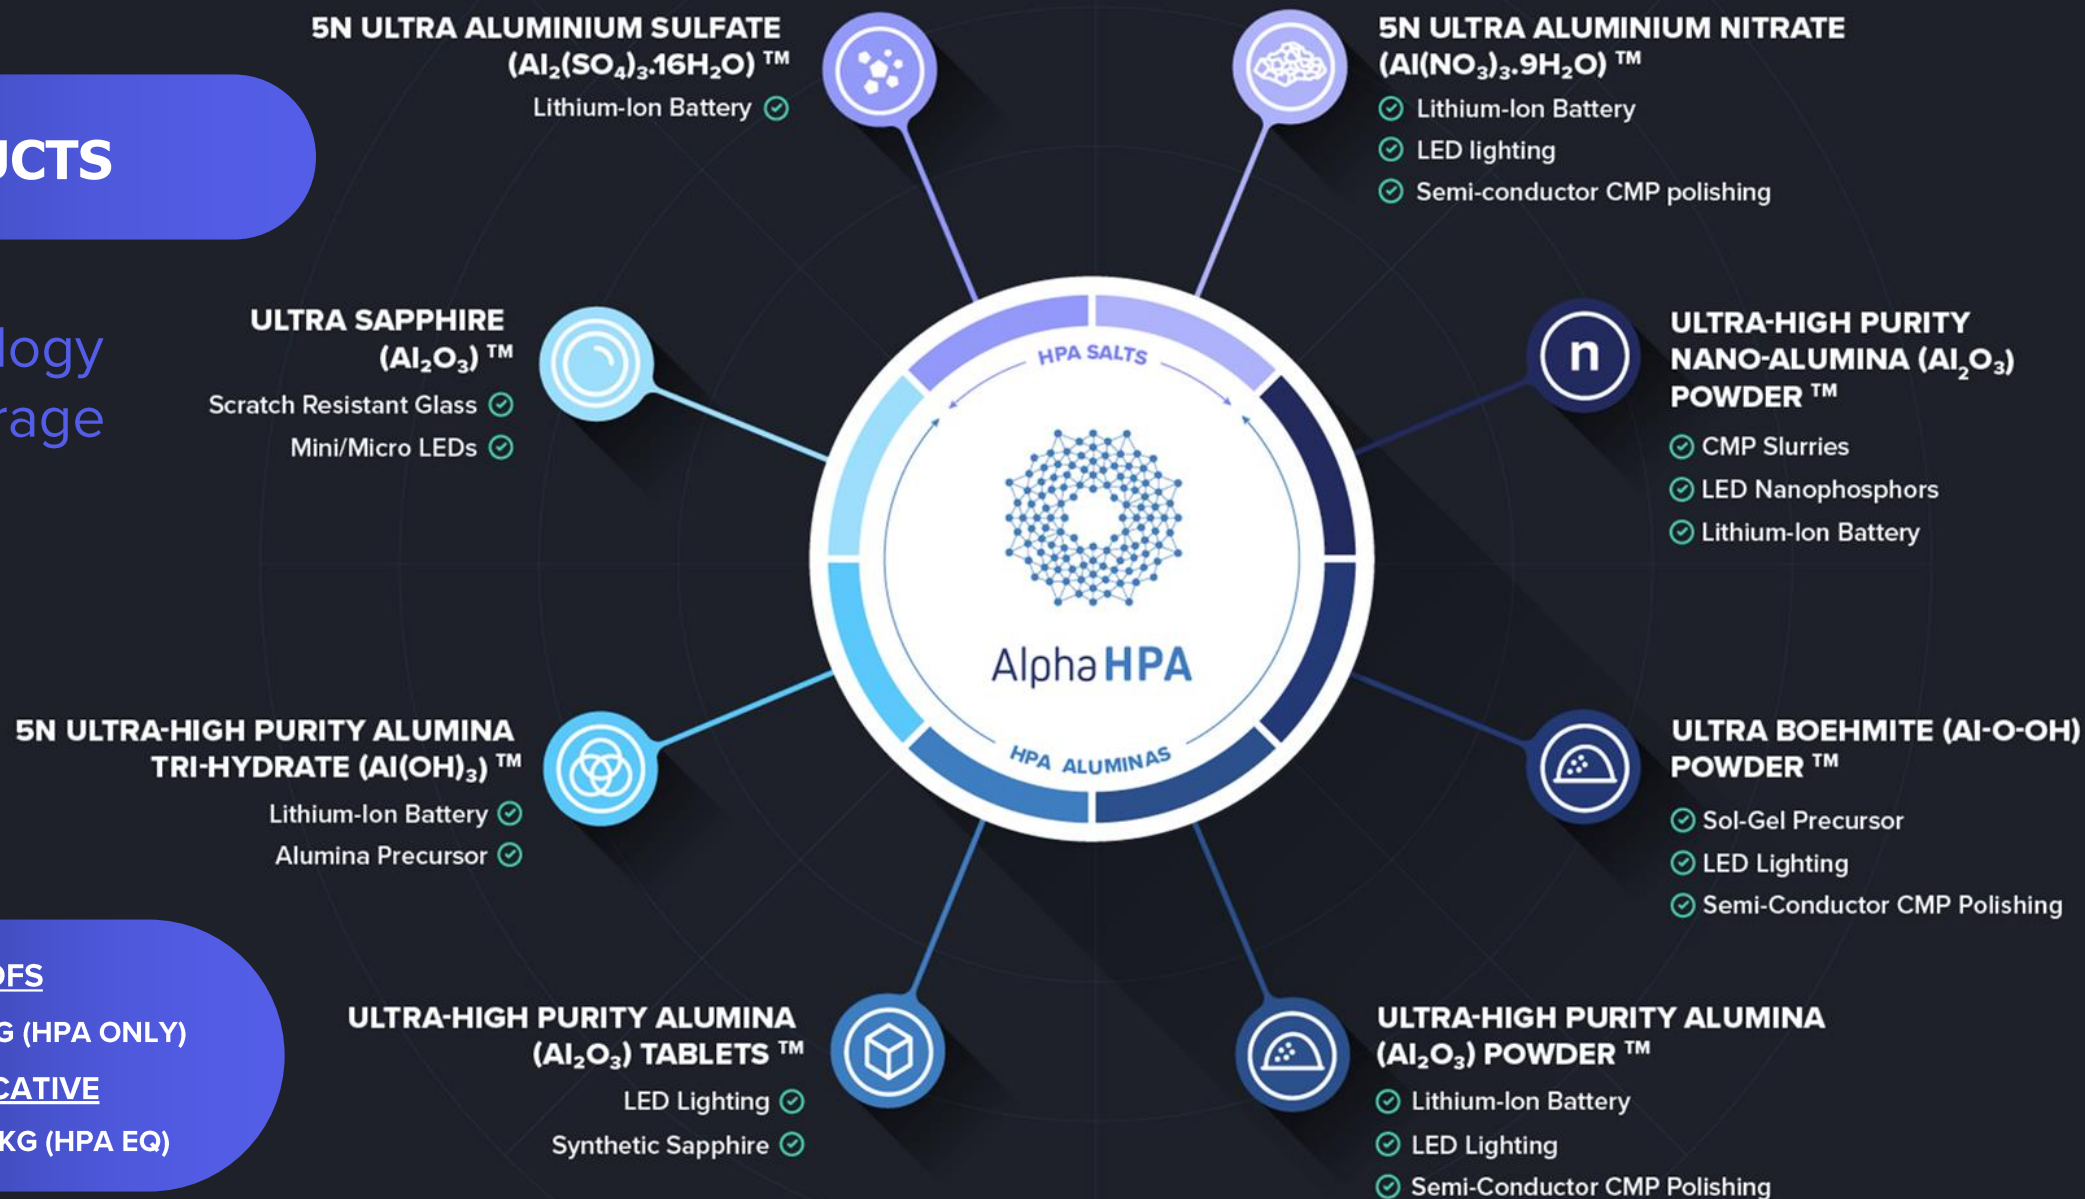 5N ULTRA ALUMINIUM SULFATE
(Al₂(SO₄)₃.16H₂O) ™
Lithium-Ion Battery
5N ULTRA ALUMINIUM NITRATE
(Al(NO₃)₃.9H₂O) ™
Lithium-Ion Battery
LED lighting
Semi-conductor CMP polishing
UCTS
logy
rage
ULTRA SAPPHIRE
(Al₂O₃) ™
Scratch Resistant Glass
Mini/Micro LEDs
HPA SALTS
n
ULTRA-HIGH PURITY
NANO-ALUMINA (Al₂O₃)
POWDER ™
CMP Slurries
LED Nanophosphors
Lithium-Ion Battery
AlphaHPA
HPA ALUMINAS
5N ULTRA-HIGH PURITY ALUMINA
TRI-HYDRATE (Al(OH)₃) ™
Lithium-Ion Battery
Alumina Precursor
ULTRA BOEHMITE (Al-O-OH)
POWDER ™
Sol-Gel Precursor
LED Lighting
Semi-Conductor CMP Polishing
OFS
G (HPA ONLY)
CATIVE
KG (HPA EQ)
ULTRA-HIGH PURITY ALUMINA
(Al₂O₃) TABLETS ™
LED Lighting
Synthetic Sapphire
ULTRA-HIGH PURITY ALUMINA
(Al₂O₃) POWDER ™
Lithium-Ion Battery
LED Lighting
Semi-Conductor CMP Polishing